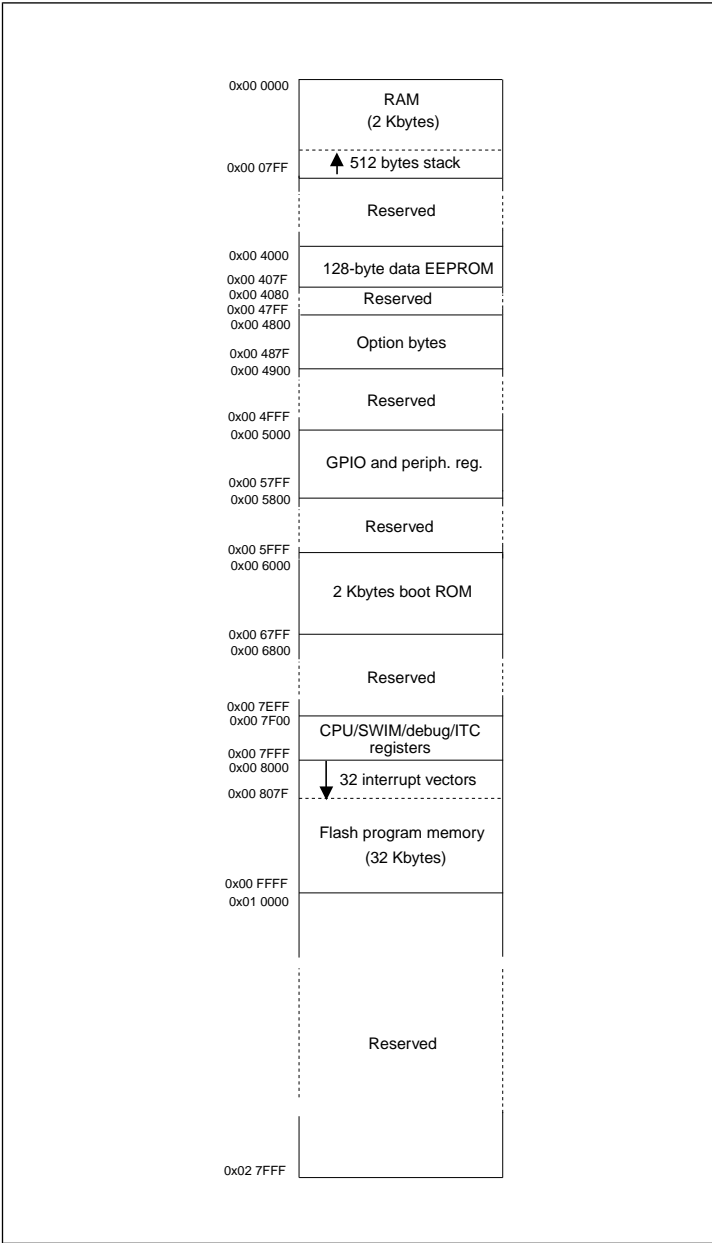 0x00 0000
RAM
(2 Kbytes)
512 bytes stack
0x00 07FF
Reserved
0x00 4000
128-byte data EEPROM
0x00 407F
0x00 4080
Reserved
0x00 47FF
0x00 4800
Option bytes
0x00 487F
0x00 4900
Reserved
0x00 4FFF
0x00 5000
GPIO and periph. reg.
0x00 57FF
0x00 5800
Reserved
0x00 5FFF
0x00 6000
2 Kbytes boot ROM
0x00 67FF
0x00 6800
Reserved
0x00 7EFF
0x00 7F00
CPU/SWIM/debug/ITC
registers
0x00 7FFF
0x00 8000
32 interrupt vectors
0x00 807F
Flash program memory
(32 Kbytes)
0x00 FFFF
0x01 0000
Reserved
0x02 7FFF